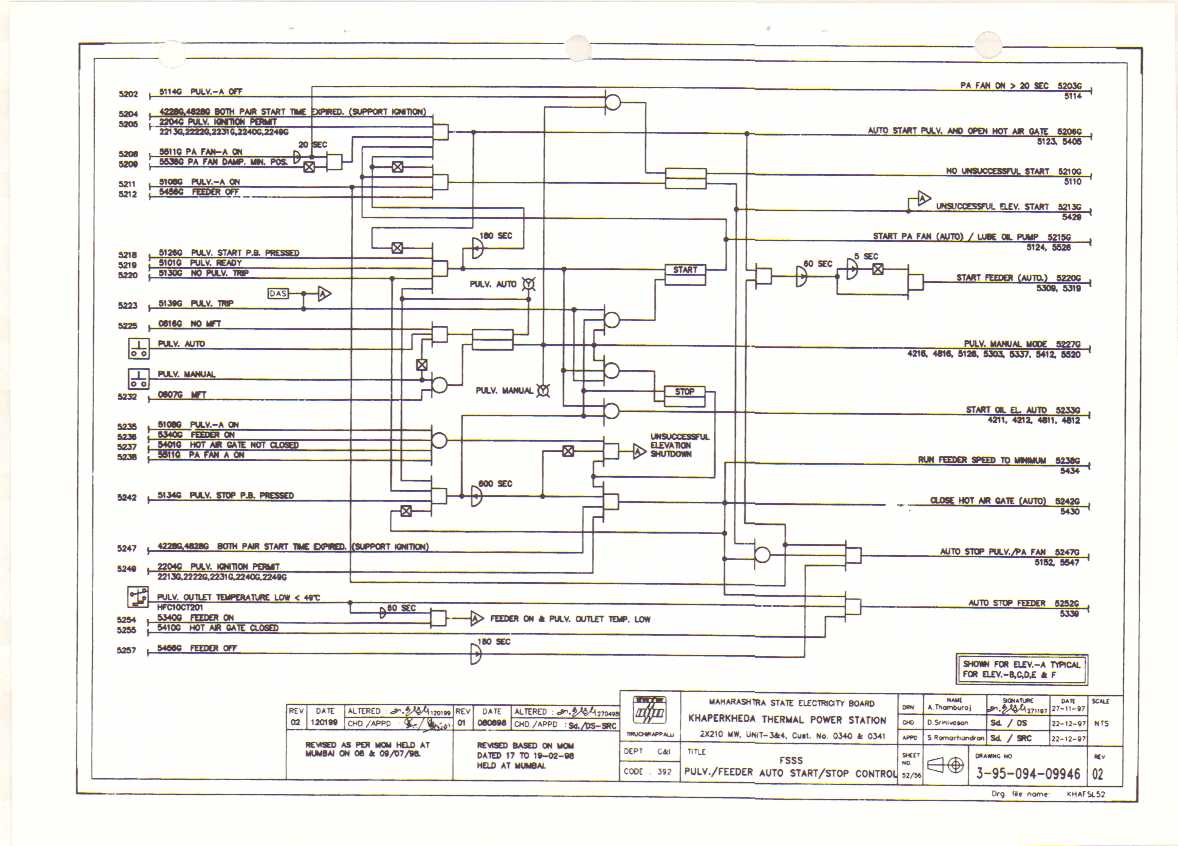 5202 5114G PULV.-A OFF
PA FAN ON > 20 SEC 5203G
5114
5204 4228G,4828G BOTH PAIR START TIME EXPIRED. (SUPPORT IGNITION)
5205 2204G PULV. IGNITION PERMIT
2213G,2222G,2231G,2240G,2249G
AUTO START PULV. AND OPEN HOT AIR GATE 5206G
5123, 5405
20 SEC
5208 5511G PA FAN-A ON
5209 5538G PA FAN DAMP. MIN. POS.
NO UNSUCCESSFUL START 5210G
5110
5211 5108G PULV.-A ON
5212 5456G FEEDER OFF
A
UNSUCCESSFUL ELEV. START 5213G
5429
START PA FAN (AUTO) / LUBE OIL PUMP 5215G
5124, 5526
180 SEC
5218 5126G PULV. START P.B. PRESSED
5219 5101G PULV. READY
5220 5130G NO PULV. TRIP
START
60 SEC
5 SEC
START FEEDER (AUTO.) 5220G
5309, 5319
PULV. AUTO
DAS
A
5223 5139G PULV. TRIP
5225 0816G NO MFT
PULV. AUTO
PULV. MANUAL MODE 5227G
4216, 4816, 5126, 5303, 5337, 5412, 5520
PULV. MANUAL
PULV. MANUAL
STOP
5232 0807G MFT
START OIL EL. AUTO 5233G
4211, 4212, 4811, 4812
5235 5108G PULV.-A ON
5236 5340G FEEDER ON
5237 5401G HOT AIR GATE NOT CLOSED
5238 5511G PA FAN A ON
A
UNSUCCESSFUL
ELEVATION
SHUTDOWN
RUN FEEDER SPEED TO MINIMUM 5238G
5434
600 SEC
5242 5134G PULV. STOP P.B. PRESSED
CLOSE HOT AIR GATE (AUTO) 5242G
5430
5247 4228G,4828G BOTH PAIR START TIME EXPIRED. (SUPPORT IGNITION)
AUTO STOP PULV./PA FAN 5247G
5152, 5547
5249 2204G PULV. IGNITION PERMIT
2213G,2222G,2231G,2240G,2249G
PULV. OUTLET TEMPERATURE LOW < 49°C
HFC10CT201
60 SEC
AUTO STOP FEEDER 5252G
5339
5254 5340G FEEDER ON
A FEEDER ON & PULV. OUTLET TEMP. LOW
5255 5410G HOT AIR GATE CLOSED
180 SEC
5257 5456G FEEDER OFF
SHOWN FOR ELEV.-A TYPICAL
FOR ELEV.-B,C,D,E & F
REV DATE ALTERED : 120199 REV DATE ALTERED : 270498
02 120199 CHD /APPD 01 080698 CHD /APPD : Sd./DS-SRC
REVISED AS PER MOM HELD AT
MUMBAI ON 08 & 09/07/98.
REVISED BASED ON MOM
DATED 17 TO 19-02-98
HELD AT MUMBAI.
TIRUCHIRAPPALLI
DEPT C&I
CODE : 392
MAHARASHTRA STATE ELECTRICITY BOARD
KHAPERKHEDA THERMAL POWER STATION
2X210 MW, UNIT-3&4, Cust. No. 0340 & 0341
TITLE
FSSS
PULV./FEEDER AUTO START/STOP CONTROL
NAME SIGNATURE DATE SCALE
DRN A.Thamburaj 271197 27-11-97
CHD D.Srinivasan Sd. / DS 22-12-97 NTS
APPD S.Ramachundran Sd. / SRC 22-12-97
SHEET NO. 52/56
DRAWING NO REV
3-95-094-09946 02
Drg. file name: KHAFSL52